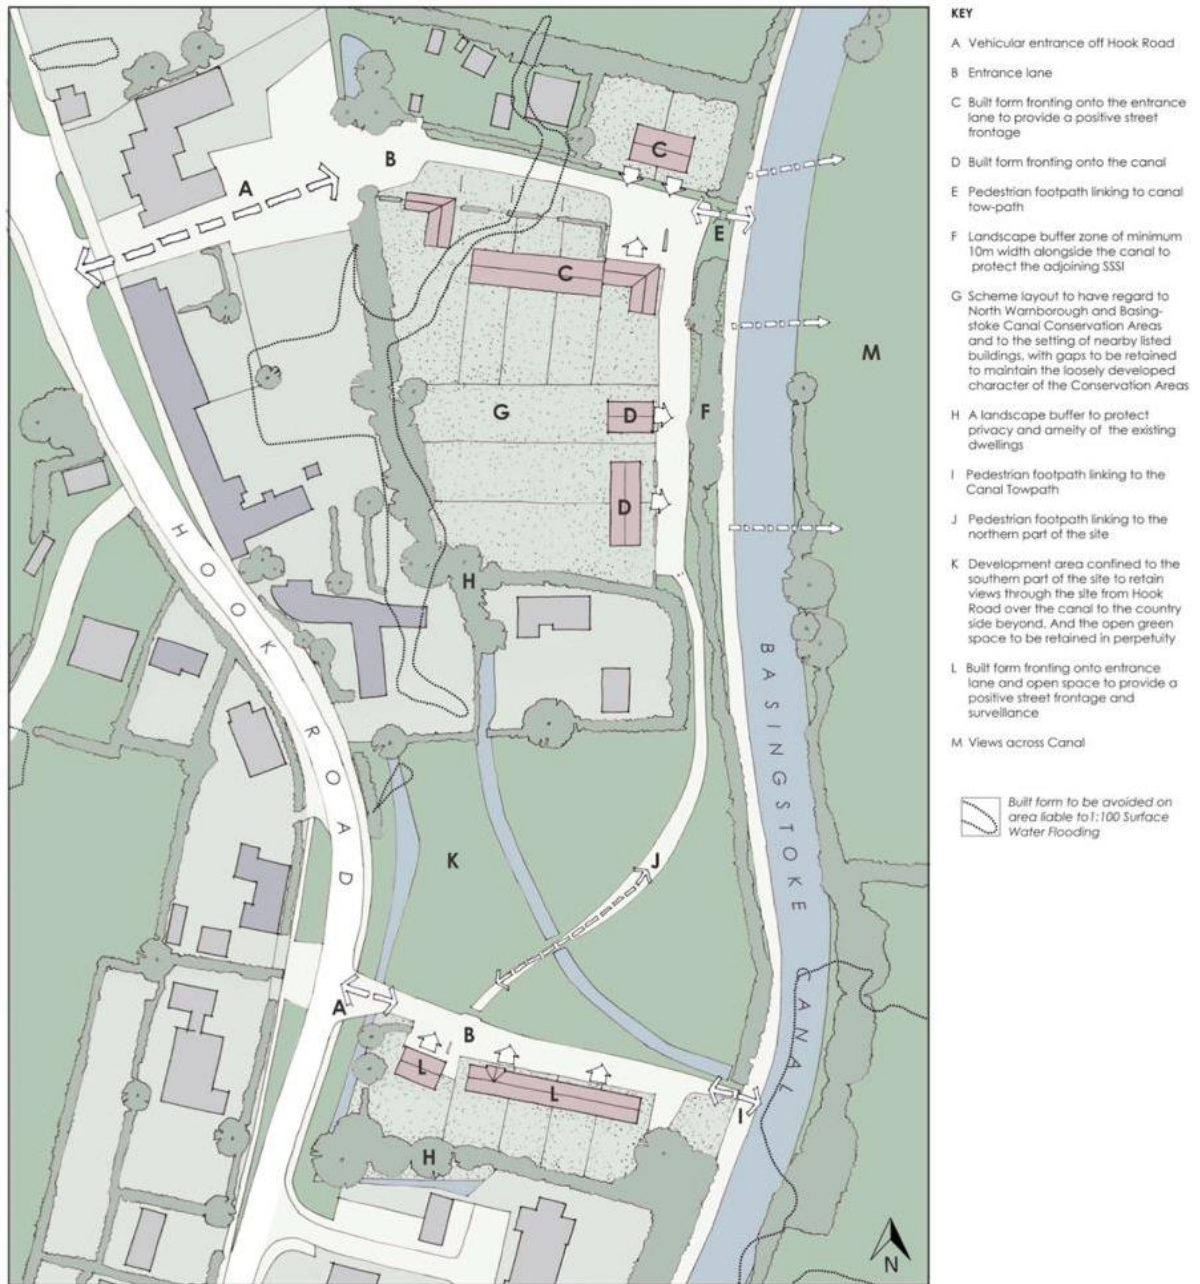 KEY
A Vehicular entrance off Hook Road
B Entrance lane
C Built form fronting onto the entrance
lane to provide a positive street
frontage
D Built form fronting onto the canal
E Pedestrian footpath linking to canal
tow-path
F Landscape buffer zone of minimum
10m width alongside the canal to
protect the adjoining SSSI
G Scheme layout to have regard to
North Warnborough and Basing-
stoke Canal Conservation Areas
and to the setting of nearby listed
buildings, with gaps to be retained
to maintain the loosely developed
character of the Conservation Areas
H A landscape buffer to protect
privacy and ameity of the existing
dwellings
I Pedestrian footpath linking to the
Canal Towpath
J Pedestrian footpath linking to the
northern part of the site
K Development area confined to the
southern part of the site to retain
views through the site from Hook
Road over the canal to the country
side beyond. And the open green
space to be retained in perpetuity
L Built form fronting onto entrance
lane and open space to provide a
positive street frontage and
surveillance
M Views across Canal
Built form to be avoided on
area liable to1:100 Surface
Water Flooding
A
B
C
E
C
M
G
D
F
D
H
HOOK ROAD
BASINGSTOKE CANAL
K
J
A
B
L
L
I
H
N